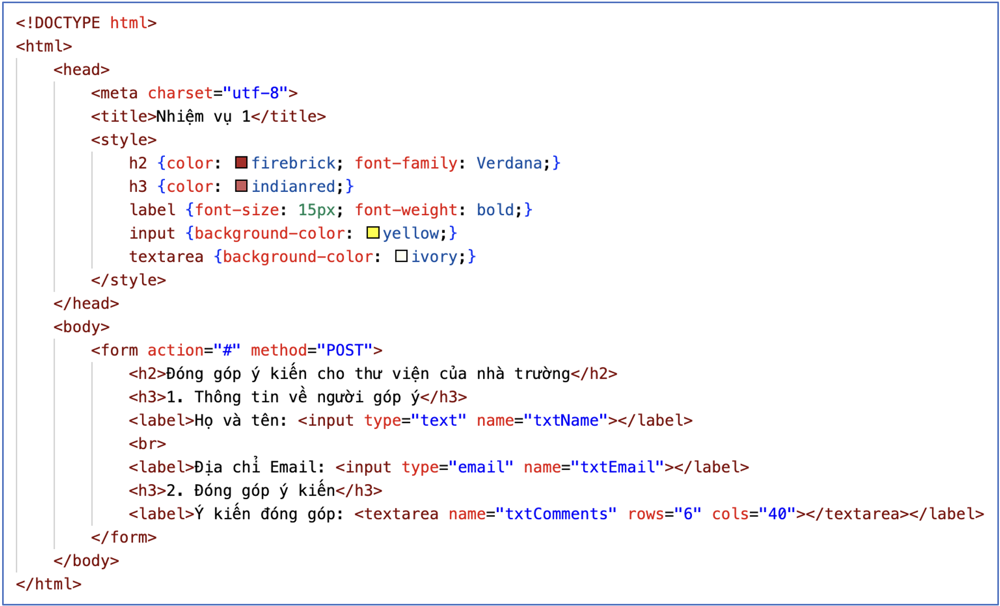 <!DOCTYPE html>
<html>
    <head>
        <meta charset="utf-8">
        <title>Nhiệm vụ 1</title>
        <style>
            h2 {color: firebrick; font-family: Verdana;}
            h3 {color: indianred;}
            label {font-size: 15px; font-weight: bold;}
            input {background-color: yellow;}
            textarea {background-color: ivory;}
        </style>
    </head>
    <body>
        <form action="#" method="POST">
            <h2>Đóng góp ý kiến cho thư viện của nhà trường</h2>
            <h3>1. Thông tin về người góp ý</h3>
            <label>Họ và tên: <input type="text" name="txtName"></label>
            <br>
            <label>Địa chỉ Email: <input type="email" name="txtEmail"></label>
            <h3>2. Đóng góp ý kiến</h3>
            <label>Ý kiến đóng góp: <textarea name="txtComments" rows="6" cols="40"></textarea></label>
        </form>
    </body>
</html>